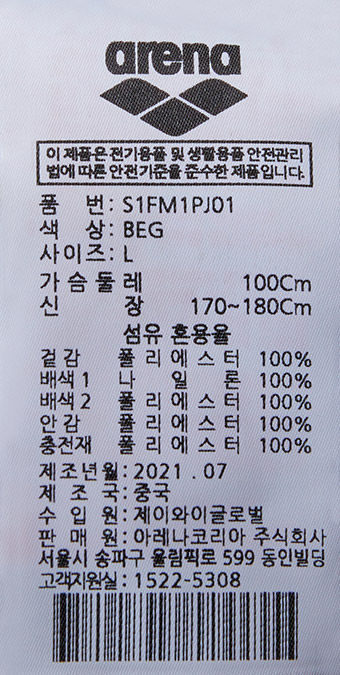 arena
이 제품은 전기용품 및 생활용품 안전관리
법에 따른 안전기준을 준수한 제품입니다.
품 번: S1FM1PJ01
색 상: BEG
사이즈: L
가슴둘레 100Cm
신 장 170~180Cm
섬유 혼용율
겉감 폴리에스터 100%
배색1 나일론 100%
배색2 폴리에스터 100%
안감 폴리에스터 100%
충전재 폴리에스터 100%
제조년월: 2021.07
제 조 국: 중국
수 입 원: 제이와이글로벌
판 매 원: 아레나코리아 주식회사
서울시 송파구 올림픽로 599 동인빌딩
고객지원실: 1522-5308